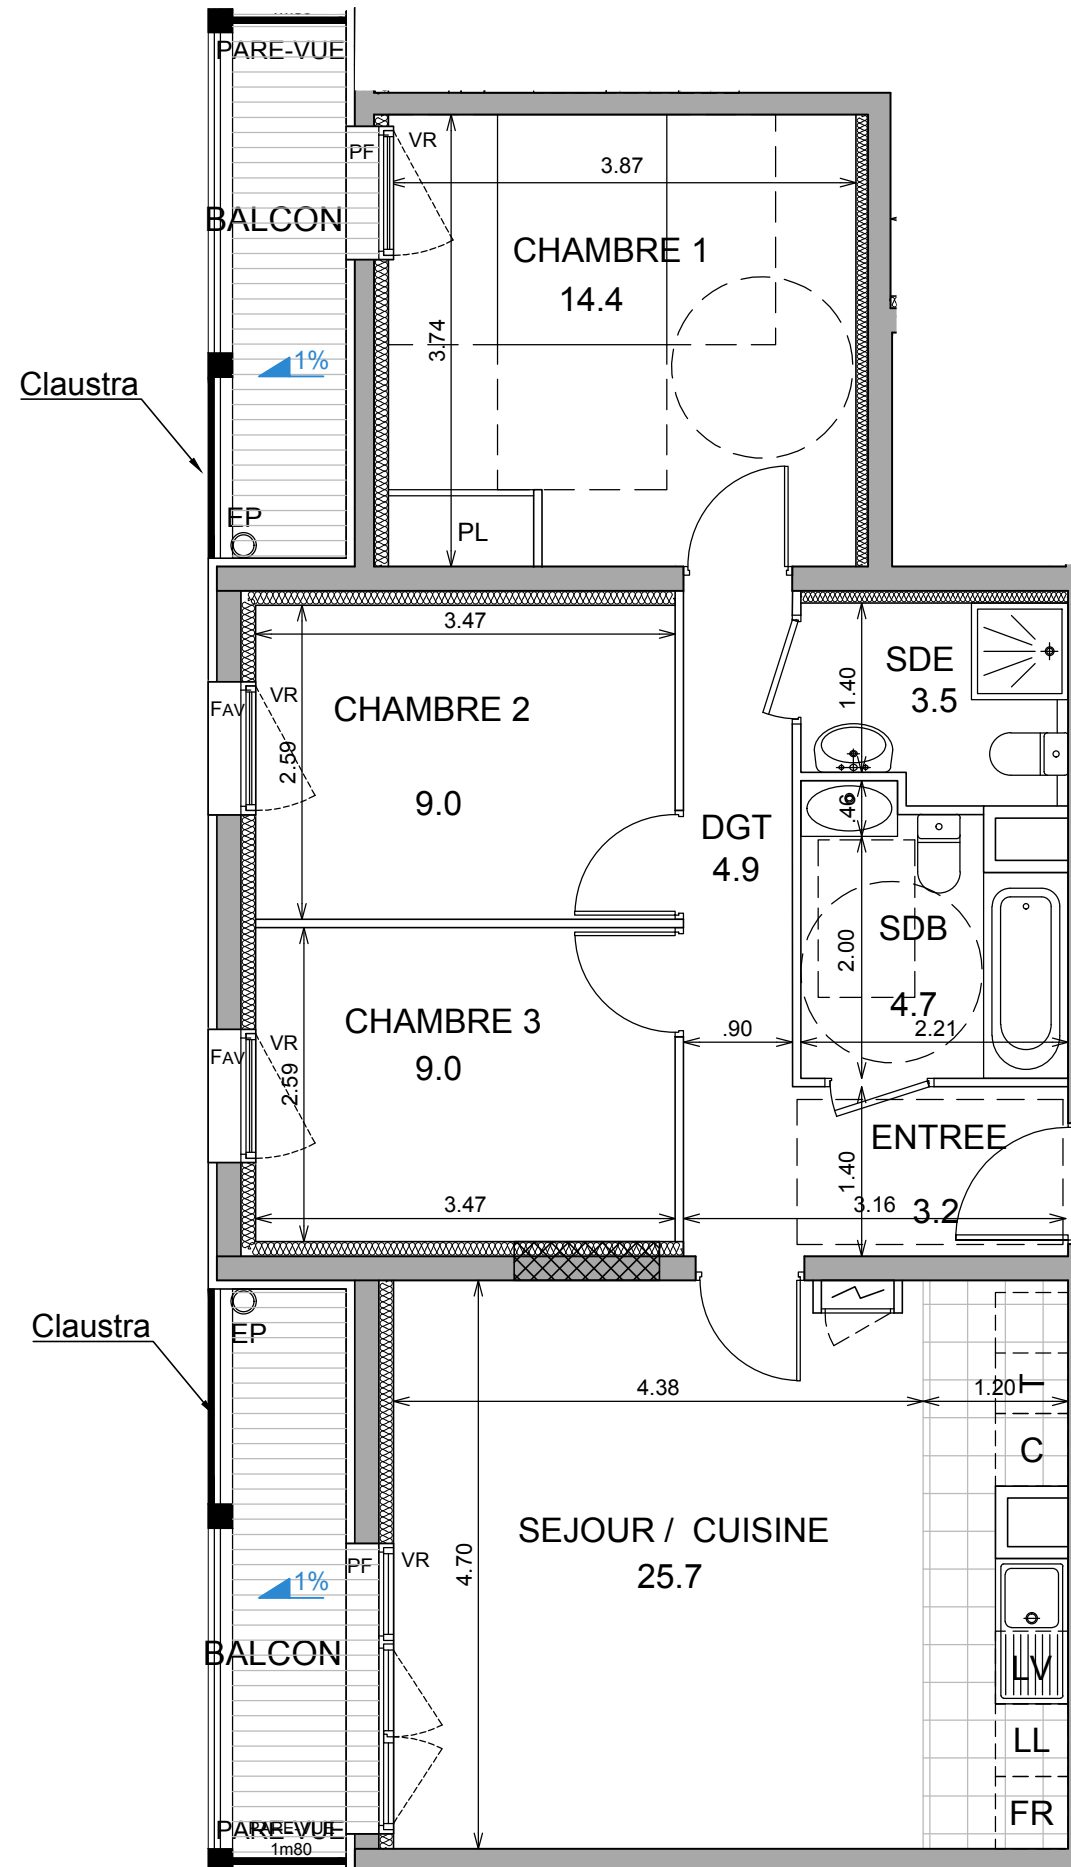 PARE-VUE
PF
VR
3.87
BALCON
CHAMBRE 1
14.4
3.74
1%
Claustra
EP
PL
3.47
SDE
3.5
1.40
FAV
VR
CHAMBRE 2
2.59
9.0
.46
DGT
4.9
SDB
2.00
4.7
CHAMBRE 3
9.0
.90
2.21
FAV
VR
2.59
ENTREE
1.40
3.47
3.16
3.2
Claustra
EP
4.38
1.20
T
C
SEJOUR / CUISINE
25.7
4.70
PF
VR
1%
BALCON
LV
LL
FR
PARE-VUE
PARE-VUE
1m80